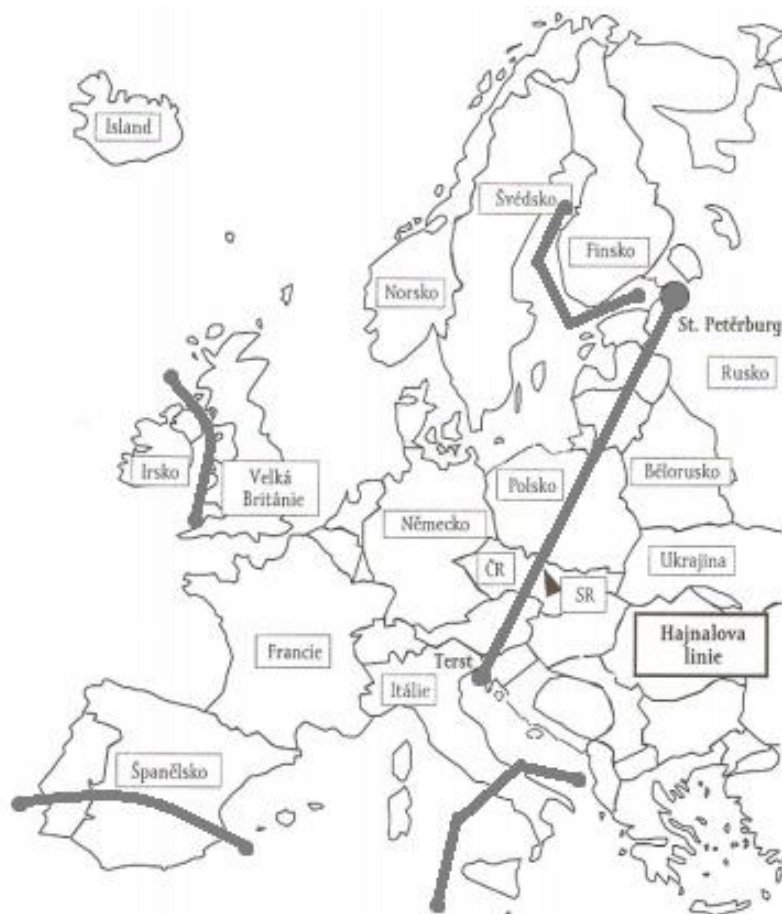 Island
Švédsko
Finsko
Norsko
St. Petěrburg
Rusko
Irsko
Velká
Británie
Polsko
Bělorusko
Německo
ČR
Ukrajina
SR
Hajnalova
linie
Francie
Terst
Itálie
Španělsko